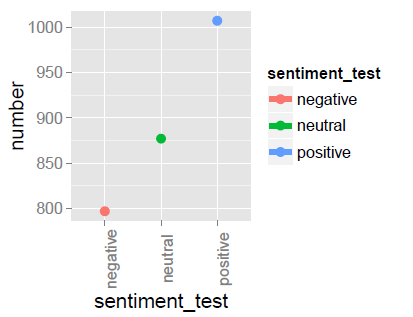 1000
950
900
850
800
number
negative
neutral
positive
sentiment_test
sentiment_test
negative
neutral
positive